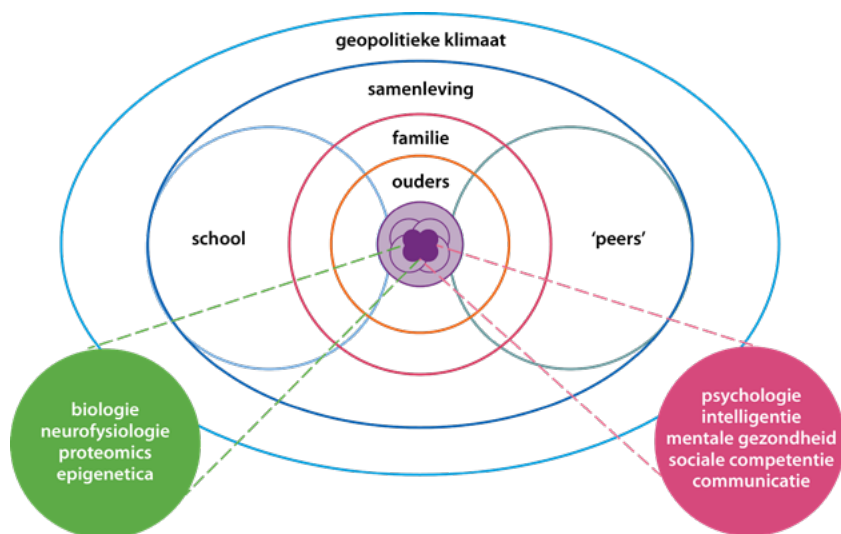 geopolitieke klimaat
samenleving
familie
ouders
school
‘peers’
biologie
neurofysiologie
proteomics
epigenetica
psychologie
intelligentie
mentale gezondheid
sociale competentie
communicatie